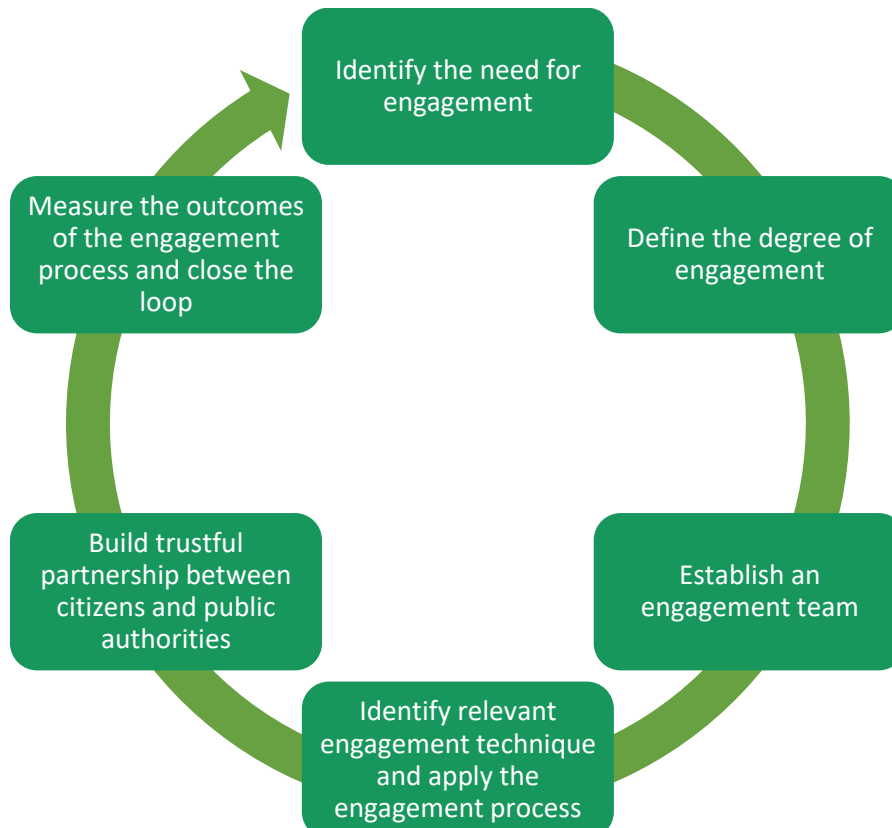 Identify the need for
engagement
Define the degree of
engagement
Establish an
engagement team
Identify relevant
engagement technique
and apply the
engagement process
Build trustful
partnership between
citizens and public
authorities
Measure the outcomes
of the engagement
process and close the
loop